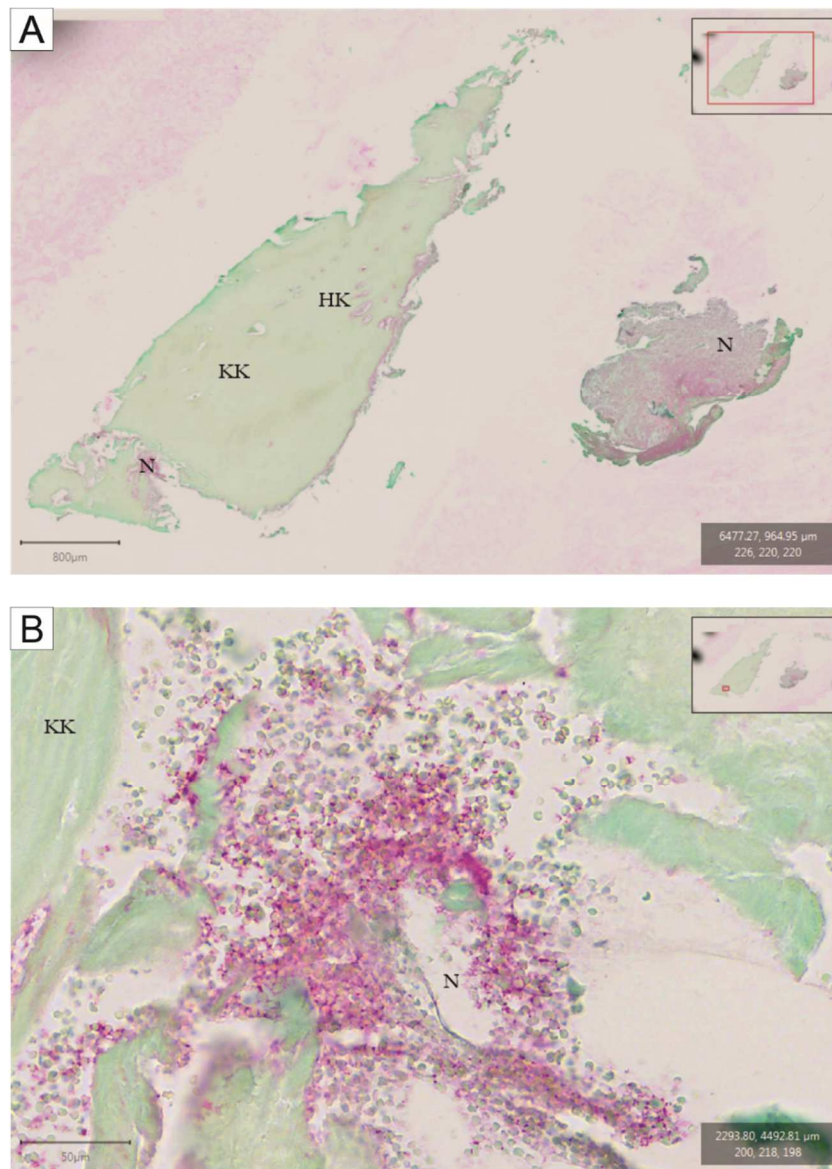 A
HK
KK
N
N
800µm
6477.27, 964.95 µm
226, 220, 220
B
KK
N
50µm
2293.80, 4492.81 µm
200, 218, 198